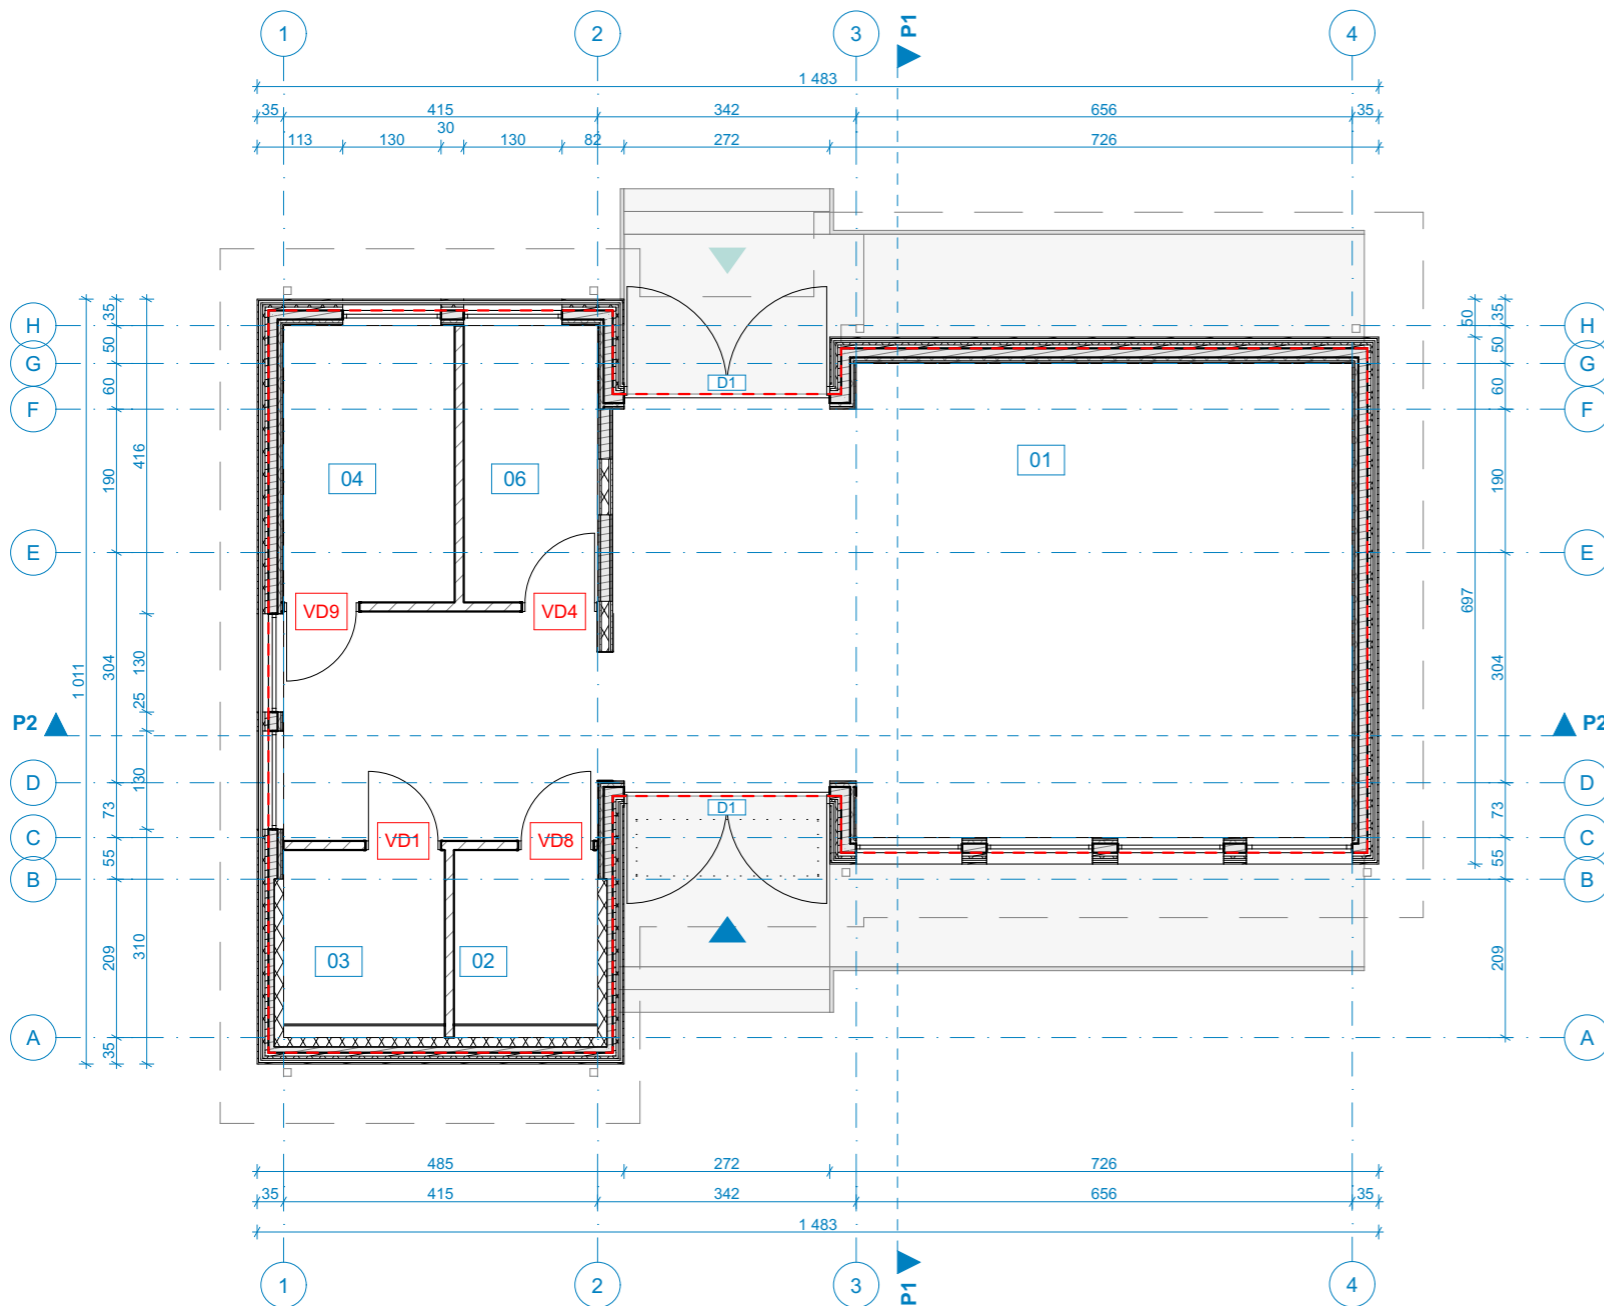 1 2 3 P1 4
1 483
35 415 342 656 35
113 130 30 130 82 272 726
H 35 50 35 H
G 50 50 G
60 60
F D1 F
416 01
190 04 06 190
E E
VD9 VD4 697
1 011 304 130 304
25
P2 P2
130
D D
73 D1 73
C VD1 VD8 C
55 55
B B
209 310 03 02 209
A A
35
485 272 726
35 415 342 656 35
1 483
1 2 3 P1 4